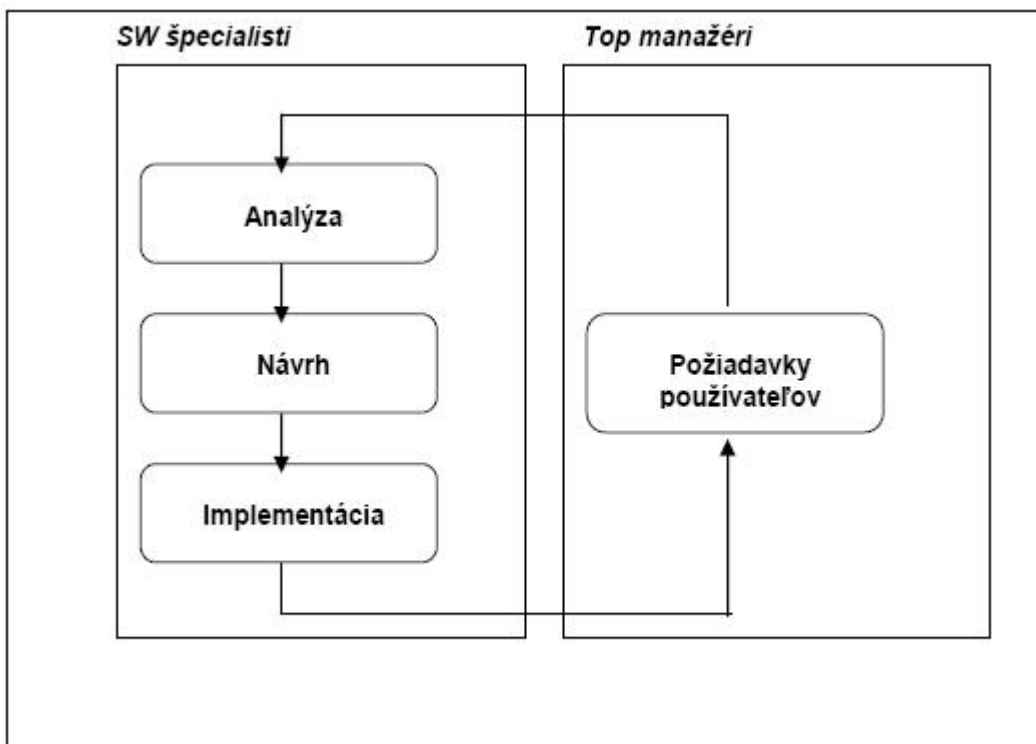 SW špecialisti
Top manažéri
Analýza
Návrh
Požiadavky
používateľov
Implementácia